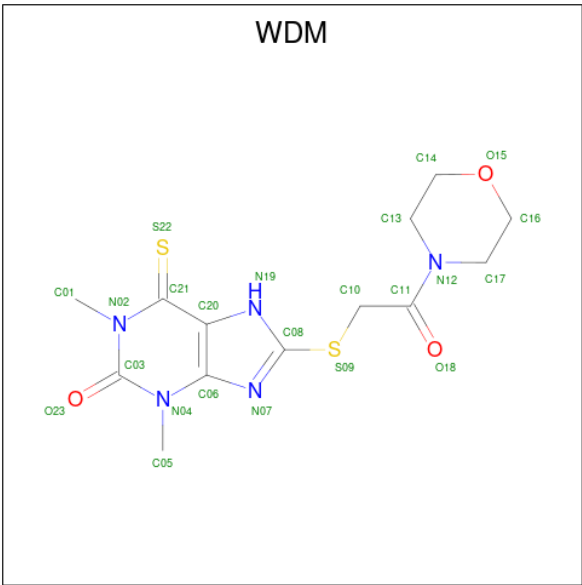 WDM
C14
O15
O
S22
S
C13
C16
C01
N02
C21
N19
H
N
C10
C11
N
N12
C17
N
C20
C08
C03
S
S09
O
O18
O
O23
N
N04
C06
N
N07
C05